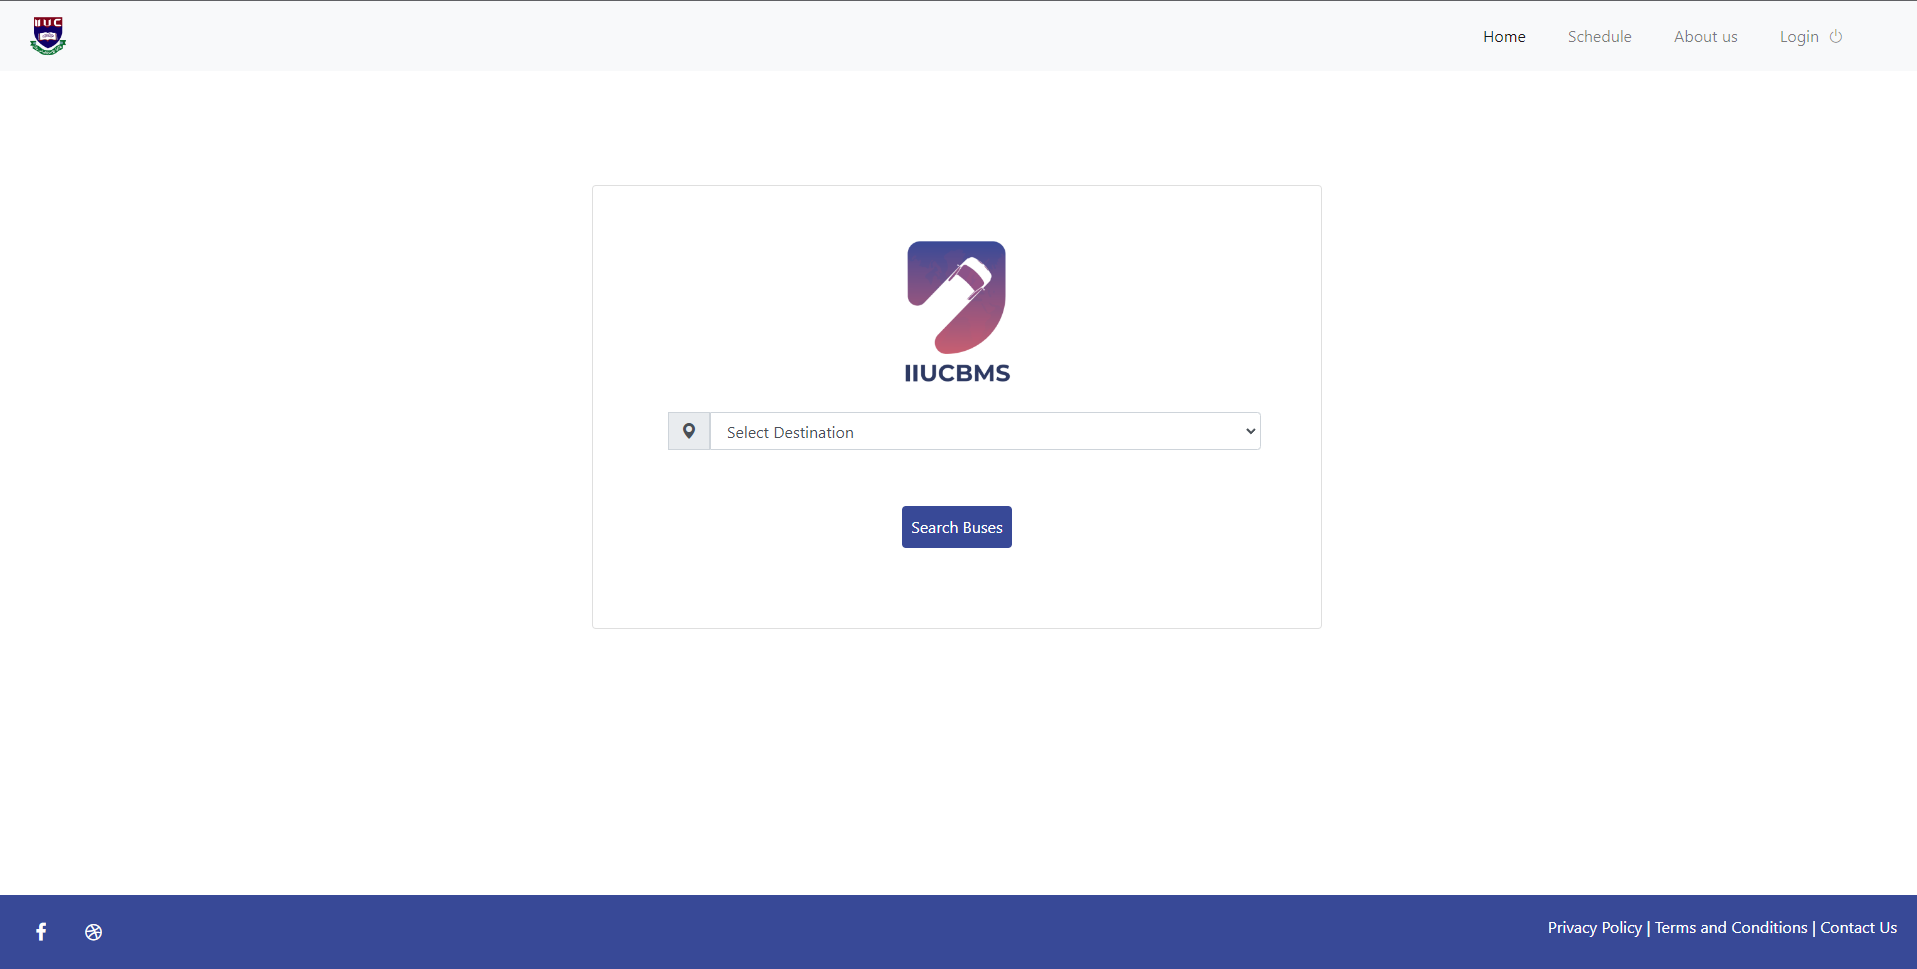 IIUC
Home Schedule About us Login
IIUCBMS
Select Destination
Search Buses
Privacy Policy | Terms and Conditions | Contact Us